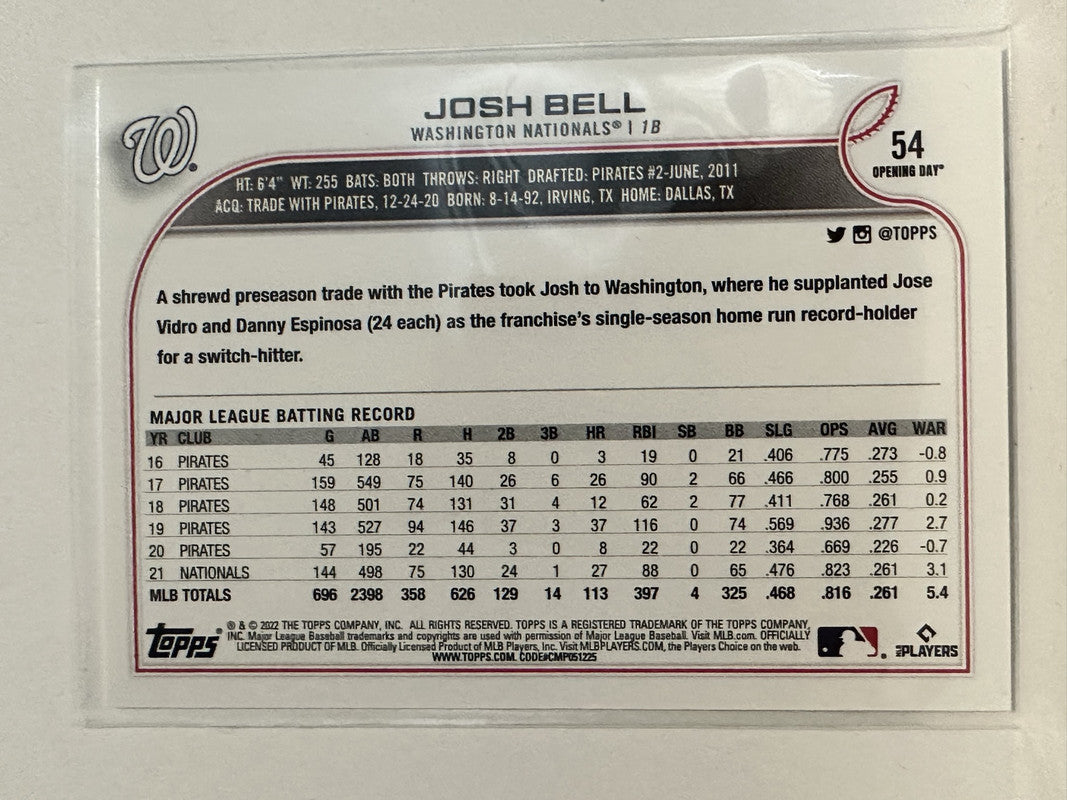 W
JOSH BELL
WASHINGTON NATIONALS® | 1B
54
OPENING DAY™
HT: 6'4" WT: 255 BATS: BOTH THROWS: RIGHT DRAFTED: PIRATES #2-JUNE, 2011
ACQ: TRADE WITH PIRATES, 12-24-20 BORN: 8-14-92, IRVING, TX HOME: DALLAS, TX
@TOPPS
A shrewd preseason trade with the Pirates took Josh to Washington, where he supplanted Jose
Vidro and Danny Espinosa (24 each) as the franchise's single-season home run record-holder
for a switch-hitter.
MAJOR LEAGUE BATTING RECORD
YR CLUB G AB R H 2B 3B HR RBI SB BB SLG OPS AVG WAR
16 PIRATES 45 128 18 35 8 0 3 19 0 21 .406 .775 .273 -0.8
17 PIRATES 159 549 75 140 26 6 26 90 2 66 .466 .800 .255 0.9
18 PIRATES 148 501 74 131 31 4 12 62 2 77 .411 .768 .261 0.2
19 PIRATES 143 527 94 146 37 3 37 116 0 74 .569 .936 .277 2.7
20 PIRATES 57 195 22 44 3 0 8 22 0 22 .364 .669 .226 -0.7
21 NATIONALS 144 498 75 130 24 1 27 88 0 65 .476 .823 .261 3.1
MLB TOTALS 696 2398 358 626 129 14 113 397 4 325 .468 .816 .261 5.4
TOPPS®
® & © 2022 THE TOPPS COMPANY, INC. ALL RIGHTS RESERVED. TOPPS IS A REGISTERED TRADEMARK OF THE TOPPS COMPANY,
INC. Major League Baseball trademarks and copyrights are used with permission of Major League Baseball. Visit MLB.com. OFFICIALLY
LICENSED PRODUCT OF MLB. Officially Licensed Product of MLB Players, Inc. Visit MLBPLAYERS.COM, the Players Choice on the web.
WWW.TOPPS.COM. CODE#CMP051225
MLB PLAYERS